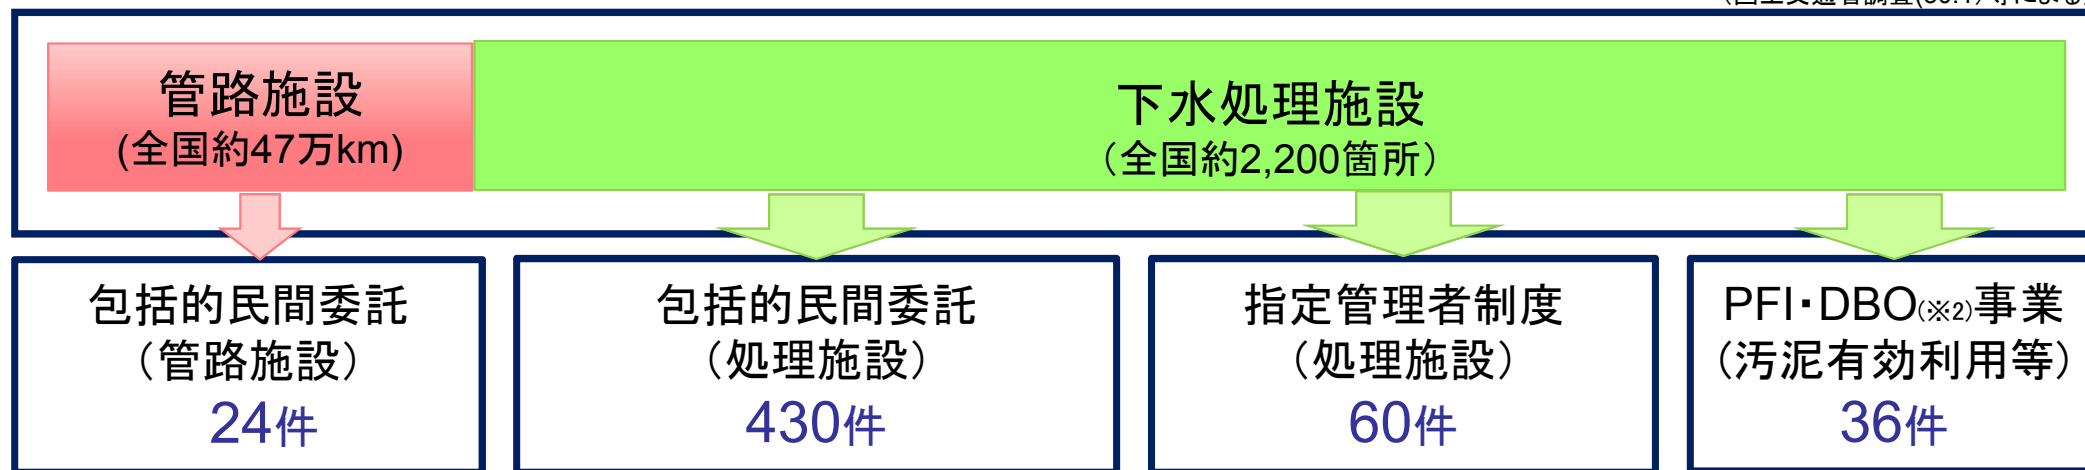 管路施設
(全国約47万km)
下水処理施設
（全国約2,200箇所）
包括的民間委託
（管路施設）
24件
包括的民間委託
（処理施設）
430件
指定管理者制度
（処理施設）
60件
PFI・DBO(※2)事業
（汚泥有効利用等）
36件